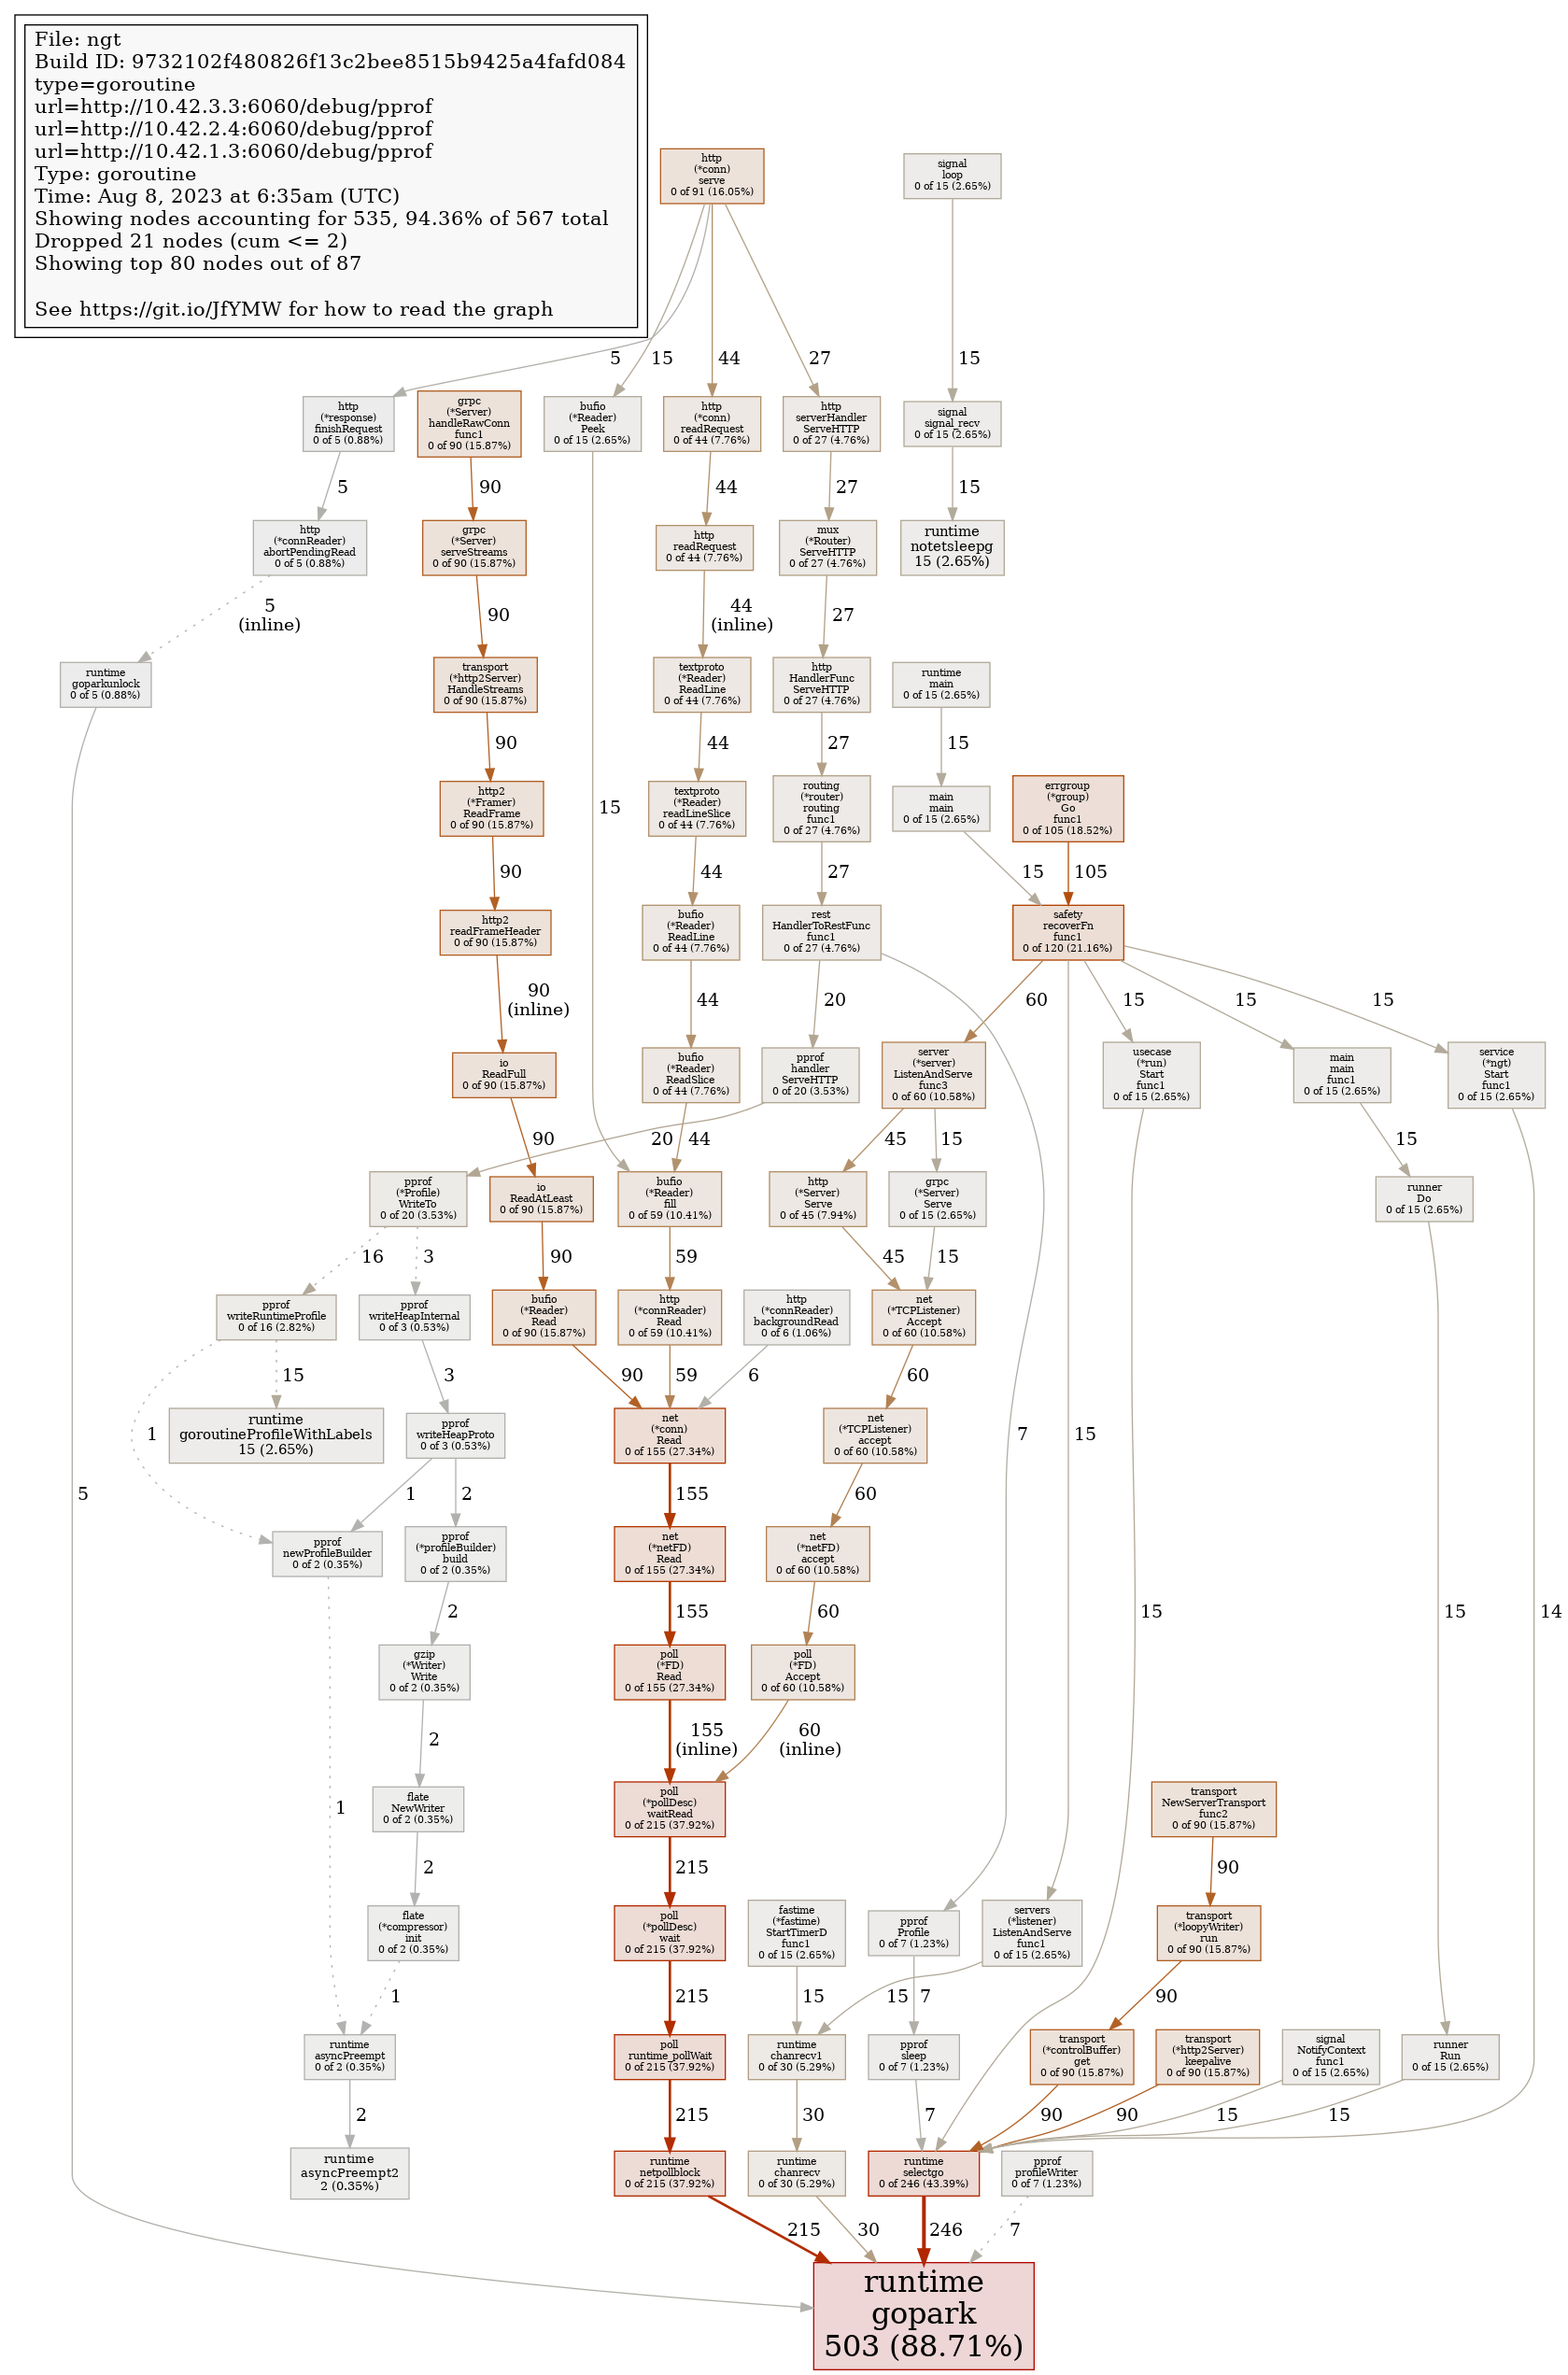 File: ngt
Build ID: 9732102f480826f13c2bee8515b9425a4fafd084
type=goroutine
url=http://10.42.3.3:6060/debug/pprof
url=http://10.42.2.4:6060/debug/pprof
url=http://10.42.1.3:6060/debug/pprof
Type: goroutine
Time: Aug 8, 2023 at 6:35am (UTC)
Showing nodes accounting for 535, 94.36% of 567 total
Dropped 21 nodes (cum <= 2)
Showing top 80 nodes out of 87
See https://git.io/JfYMW for how to read the graph
http
(*conn)
serve
0 of 91 (16.05%)
signal
loop
0 of 15 (2.65%)
5
15
44
27
15
http
(*response)
finishRequest
0 of 5 (0.88%)
grpc
(*Server)
handleRawConn
func1
0 of 90 (15.87%)
bufio
(*Reader)
Peek
0 of 15 (2.65%)
http
(*conn)
readRequest
0 of 44 (7.76%)
http
serverHandler
ServeHTTP
0 of 27 (4.76%)
signal
signal_recv
0 of 15 (2.65%)
5
90
44
27
15
http
(*connReader)
abortPendingRead
0 of 5 (0.88%)
grpc
(*Server)
serveStreams
0 of 90 (15.87%)
http
readRequest
0 of 44 (7.76%)
mux
(*Router)
ServeHTTP
0 of 27 (4.76%)
runtime
notetsleepg
15 (2.65%)
5
(inline)
90
44
(inline)
27
runtime
goparkunlock
0 of 5 (0.88%)
transport
(*http2Server)
HandleStreams
0 of 90 (15.87%)
textproto
(*Reader)
ReadLine
0 of 44 (7.76%)
http
HandlerFunc
ServeHTTP
0 of 27 (4.76%)
runtime
main
0 of 15 (2.65%)
90
44
27
15
http2
(*Framer)
ReadFrame
0 of 90 (15.87%)
15
textproto
(*Reader)
readLineSlice
0 of 44 (7.76%)
routing
(*router)
routing
func1
0 of 27 (4.76%)
main
main
0 of 15 (2.65%)
errgroup
(*group)
Go
func1
0 of 105 (18.52%)
90
44
27
15
105
http2
readFrameHeader
0 of 90 (15.87%)
bufio
(*Reader)
ReadLine
0 of 44 (7.76%)
rest
HandlerToRestFunc
func1
0 of 27 (4.76%)
safety
recoverFn
func1
0 of 120 (21.16%)
90
(inline)
44
20
60
15
15
15
io
ReadFull
0 of 90 (15.87%)
bufio
(*Reader)
ReadSlice
0 of 44 (7.76%)
pprof
handler
ServeHTTP
0 of 20 (3.53%)
server
(*server)
ListenAndServe
func3
0 of 60 (10.58%)
usecase
(*run)
Start
func1
0 of 15 (2.65%)
main
main
func1
0 of 15 (2.65%)
service
(*ngt)
Start
func1
0 of 15 (2.65%)
90
20
44
45
15
15
pprof
(*Profile)
WriteTo
0 of 20 (3.53%)
io
ReadAtLeast
0 of 90 (15.87%)
bufio
(*Reader)
fill
0 of 59 (10.41%)
http
(*Server)
Serve
0 of 45 (7.94%)
grpc
(*Server)
Serve
0 of 15 (2.65%)
runner
Do
0 of 15 (2.65%)
16
3
90
59
45
15
pprof
writeRuntimeProfile
0 of 16 (2.82%)
pprof
writeHeapInternal
0 of 3 (0.53%)
bufio
(*Reader)
Read
0 of 90 (15.87%)
http
(*connReader)
Read
0 of 59 (10.41%)
http
(*connReader)
backgroundRead
0 of 6 (1.06%)
net
(*TCPListener)
Accept
0 of 60 (10.58%)
1
15
3
90
59
6
60
7
15
runtime
goroutineProfileWithLabels
15 (2.65%)
pprof
writeHeapProto
0 of 3 (0.53%)
net
(*conn)
Read
0 of 155 (27.34%)
net
(*TCPListener)
accept
0 of 60 (10.58%)
5
1
2
155
60
pprof
newProfileBuilder
0 of 2 (0.35%)
pprof
(*profileBuilder)
build
0 of 2 (0.35%)
net
(*netFD)
Read
0 of 155 (27.34%)
net
(*netFD)
accept
0 of 60 (10.58%)
2
155
60
15
15
14
gzip
(*Writer)
Write
0 of 2 (0.35%)
poll
(*FD)
Read
0 of 155 (27.34%)
poll
(*FD)
Accept
0 of 60 (10.58%)
2
155
(inline)
60
(inline)
1
flate
NewWriter
0 of 2 (0.35%)
poll
(*pollDesc)
waitRead
0 of 215 (37.92%)
transport
NewServerTransport
func2
0 of 90 (15.87%)
2
215
90
flate
(*compressor)
init
0 of 2 (0.35%)
poll
(*pollDesc)
wait
0 of 215 (37.92%)
fastime
(*fastime)
StartTimerD
func1
0 of 15 (2.65%)
pprof
Profile
0 of 7 (1.23%)
servers
(*listener)
ListenAndServe
func1
0 of 15 (2.65%)
transport
(*loopyWriter)
run
0 of 90 (15.87%)
1
215
15
15
7
90
runtime
asyncPreempt
0 of 2 (0.35%)
poll
runtime_pollWait
0 of 215 (37.92%)
runtime
chanrecv1
0 of 30 (5.29%)
pprof
sleep
0 of 7 (1.23%)
transport
(*controlBuffer)
get
0 of 90 (15.87%)
transport
(*http2Server)
keepalive
0 of 90 (15.87%)
signal
NotifyContext
func1
0 of 15 (2.65%)
runner
Run
0 of 15 (2.65%)
2
215
30
7
90
90
15
15
runtime
asyncPreempt2
2 (0.35%)
runtime
netpollblock
0 of 215 (37.92%)
runtime
chanrecv
0 of 30 (5.29%)
runtime
selectgo
0 of 246 (43.39%)
pprof
profileWriter
0 of 7 (1.23%)
215
30
246
7
runtime
gopark
503 (88.71%)